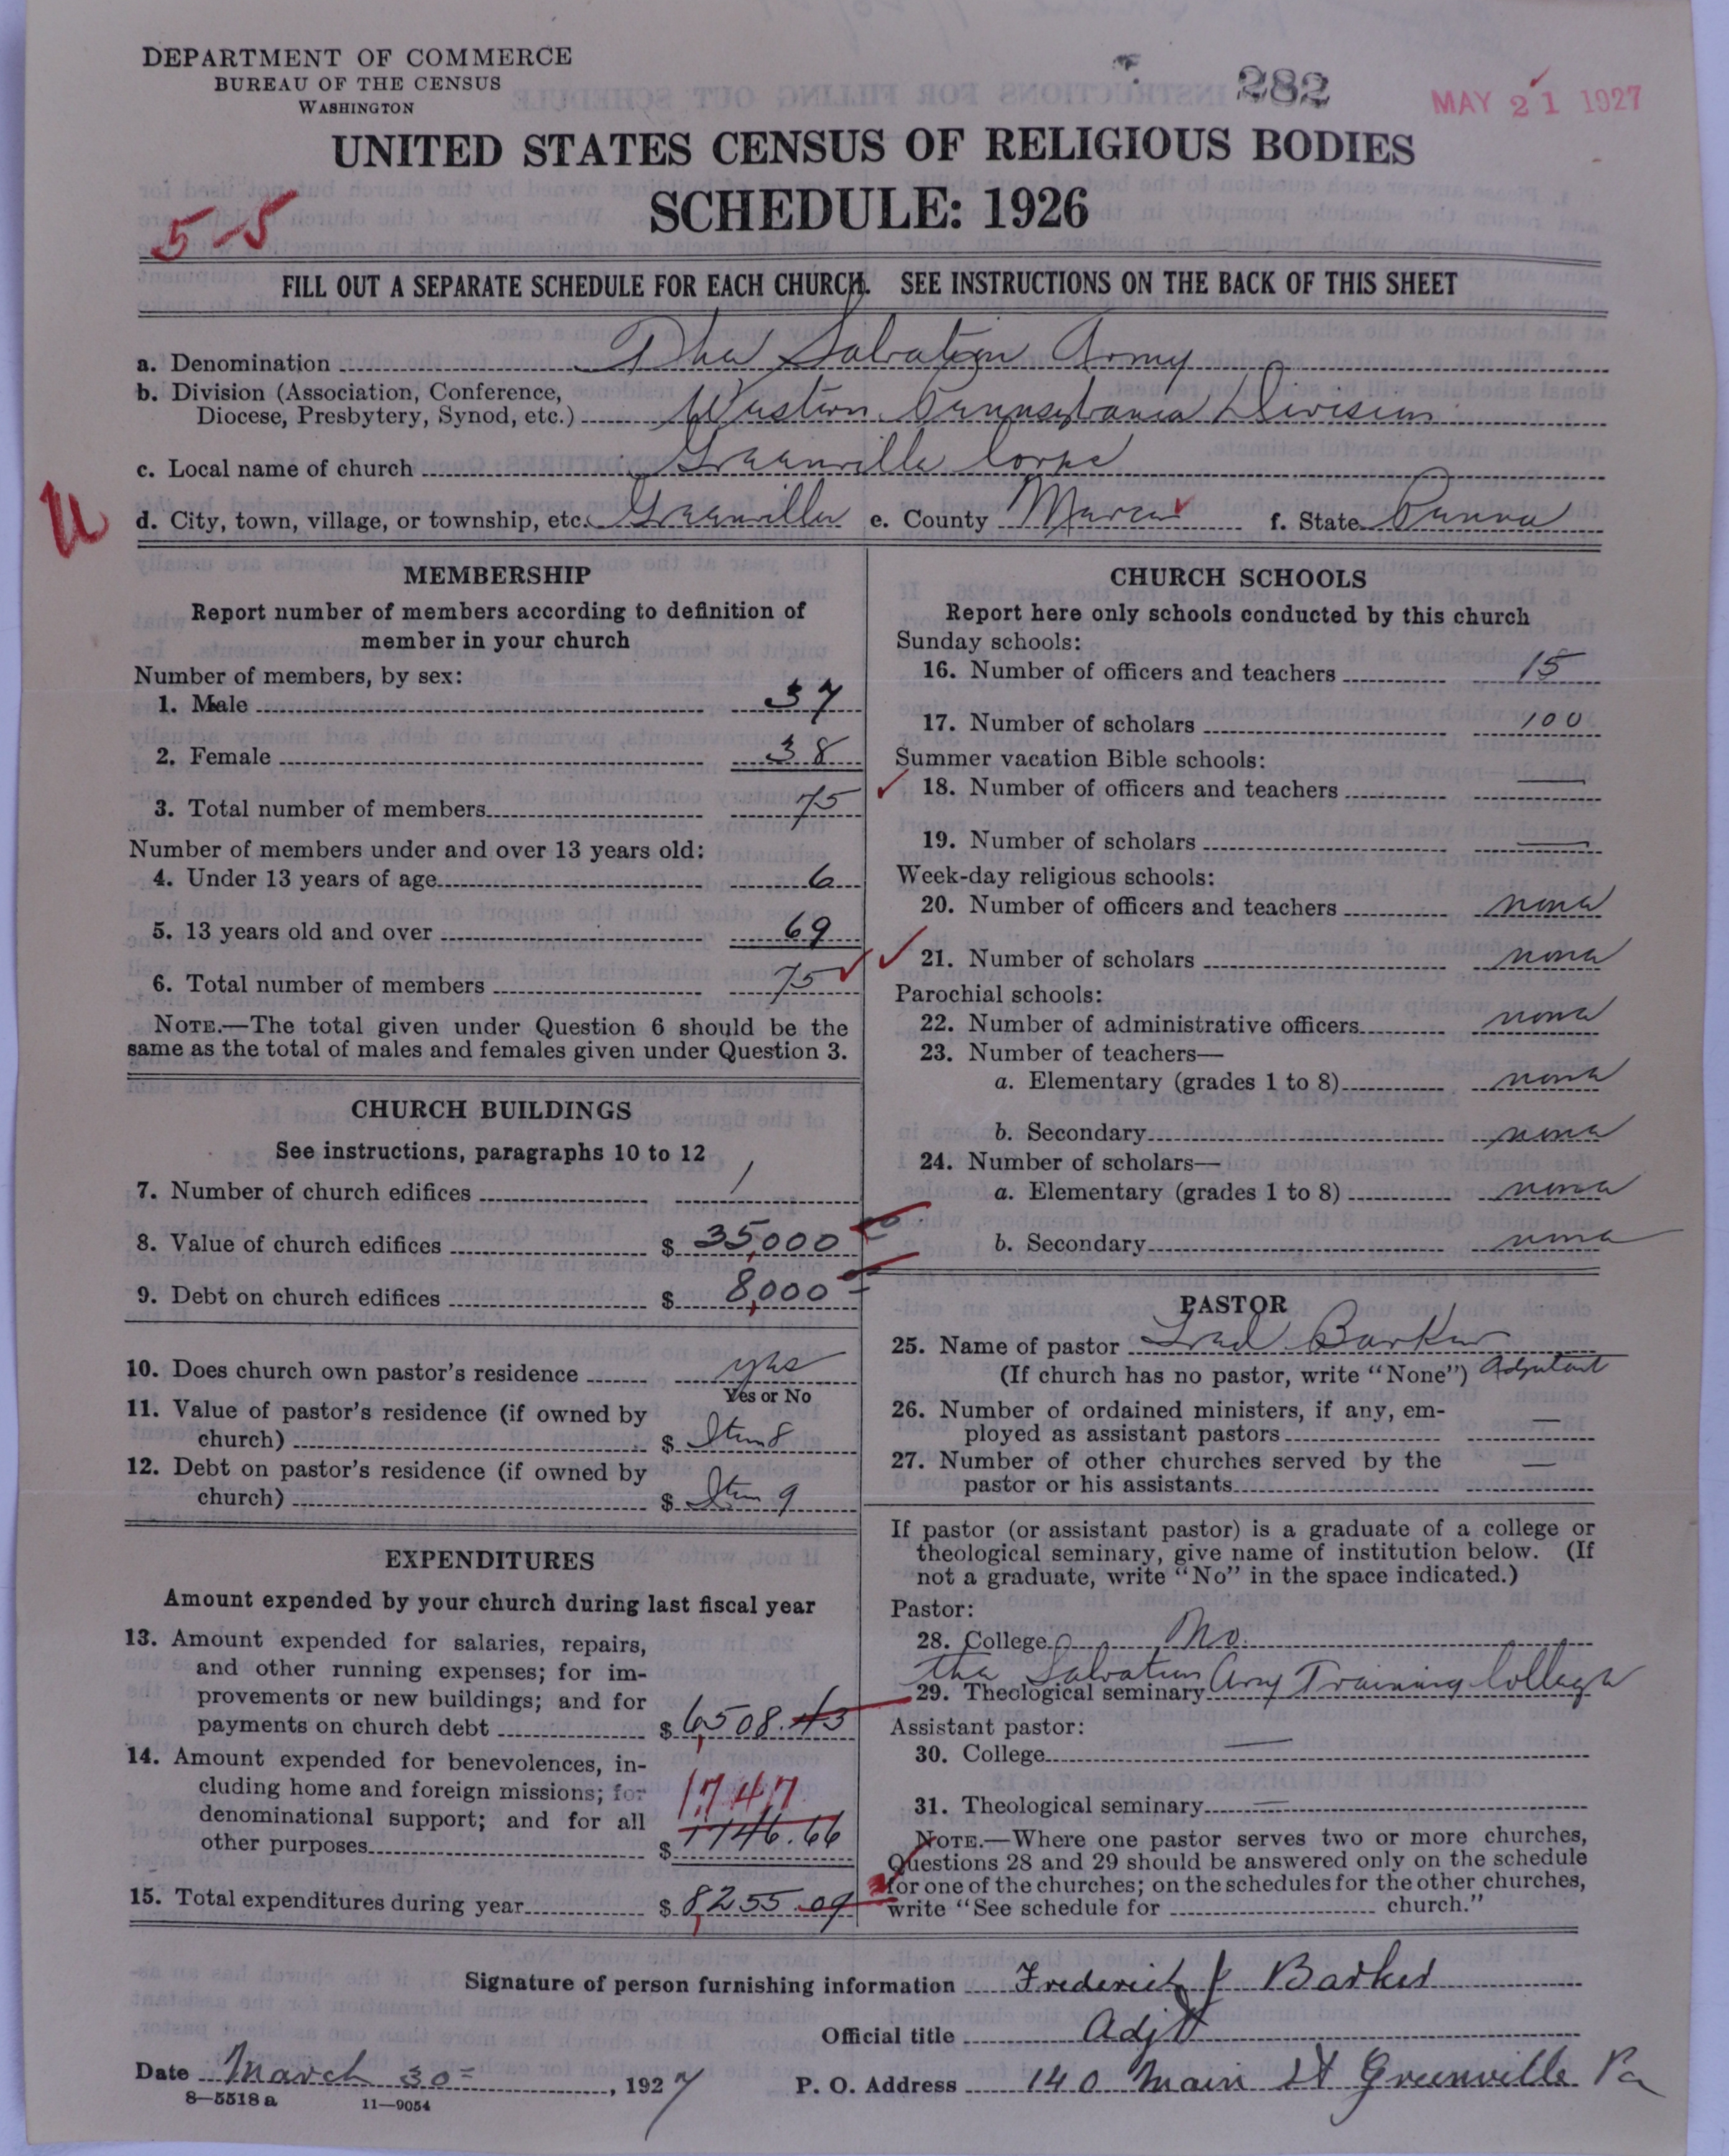 DEPARTMENT OF COMMERCE
BUREAU OF THE CENSUS
WASHINGTON
282
MAY 21 1927
UNITED STATES CENSUS OF RELIGIOUS BODIES
SCHEDULE: 1926
5-5
FILL OUT A SEPARATE SCHEDULE FOR EACH CHURCH. SEE INSTRUCTIONS ON THE BACK OF THIS SHEET
a. Denomination The Salvation Army
b. Division (Association, Conference,
Diocese, Presbytery, Synod, etc.) Western Pennsylvania Division
c. Local name of church Greenville Corps
U
d. City, town, village, or township, etc. Greenville e. County Mercer f. State Penna
MEMBERSHIP
Report number of members according to definition of
member in your church
Number of members, by sex:
1. Male 37
2. Female 38
3. Total number of members 75
Number of members under and over 13 years old:
4. Under 13 years of age 6
5. 13 years old and over 69
6. Total number of members 75
NOTE.—The total given under Question 6 should be the
same as the total of males and females given under Question 3.
CHURCH BUILDINGS
See instructions, paragraphs 10 to 12
7. Number of church edifices 1
8. Value of church edifices $ 35,000
9. Debt on church edifices $ 8,000
10. Does church own pastor's residence yes
Yes or No
11. Value of pastor's residence (if owned by
church) $ Item 8
12. Debt on pastor's residence (if owned by
church) $ Item 9
EXPENDITURES
Amount expended by your church during last fiscal year
13. Amount expended for salaries, repairs,
and other running expenses; for im-
provements or new buildings; and for
payments on church debt $ 6,508.43
14. Amount expended for benevolences, in-
cluding home and foreign missions; for
denominational support; and for all
1,747
other purposes $ 1746.66
15. Total expenditures during year $ 8,255.09
CHURCH SCHOOLS
Report here only schools conducted by this church
Sunday schools:
16. Number of officers and teachers 15
17. Number of scholars 100
Summer vacation Bible schools:
18. Number of officers and teachers —
19. Number of scholars —
Week-day religious schools:
20. Number of officers and teachers none
21. Number of scholars none
Parochial schools:
22. Number of administrative officers none
23. Number of teachers—
a. Elementary (grades 1 to 8) none
b. Secondary none
24. Number of scholars—
a. Elementary (grades 1 to 8) none
b. Secondary none
PASTOR
25. Name of pastor Fred Barker
(If church has no pastor, write "None") Adjutant
26. Number of ordained ministers, if any, em-
ployed as assistant pastors —
27. Number of other churches served by the
pastor or his assistants —
If pastor (or assistant pastor) is a graduate of a college or
theological seminary, give name of institution below. (If
not a graduate, write "No" in the space indicated.)
Pastor:
28. College No.
29. Theological seminary the Salvation Army Training College
Assistant pastor:
30. College —
31. Theological seminary —
NOTE.—Where one pastor serves two or more churches,
Questions 28 and 29 should be answered only on the schedule
for one of the churches; on the schedules for the other churches,
write "See schedule for church."
Signature of person furnishing information Frederick J Barker
Official title Adjt
Date March 30 =, 1927
P. O. Address 140 Main St Greenville Pa
8—5518 a 11—9054